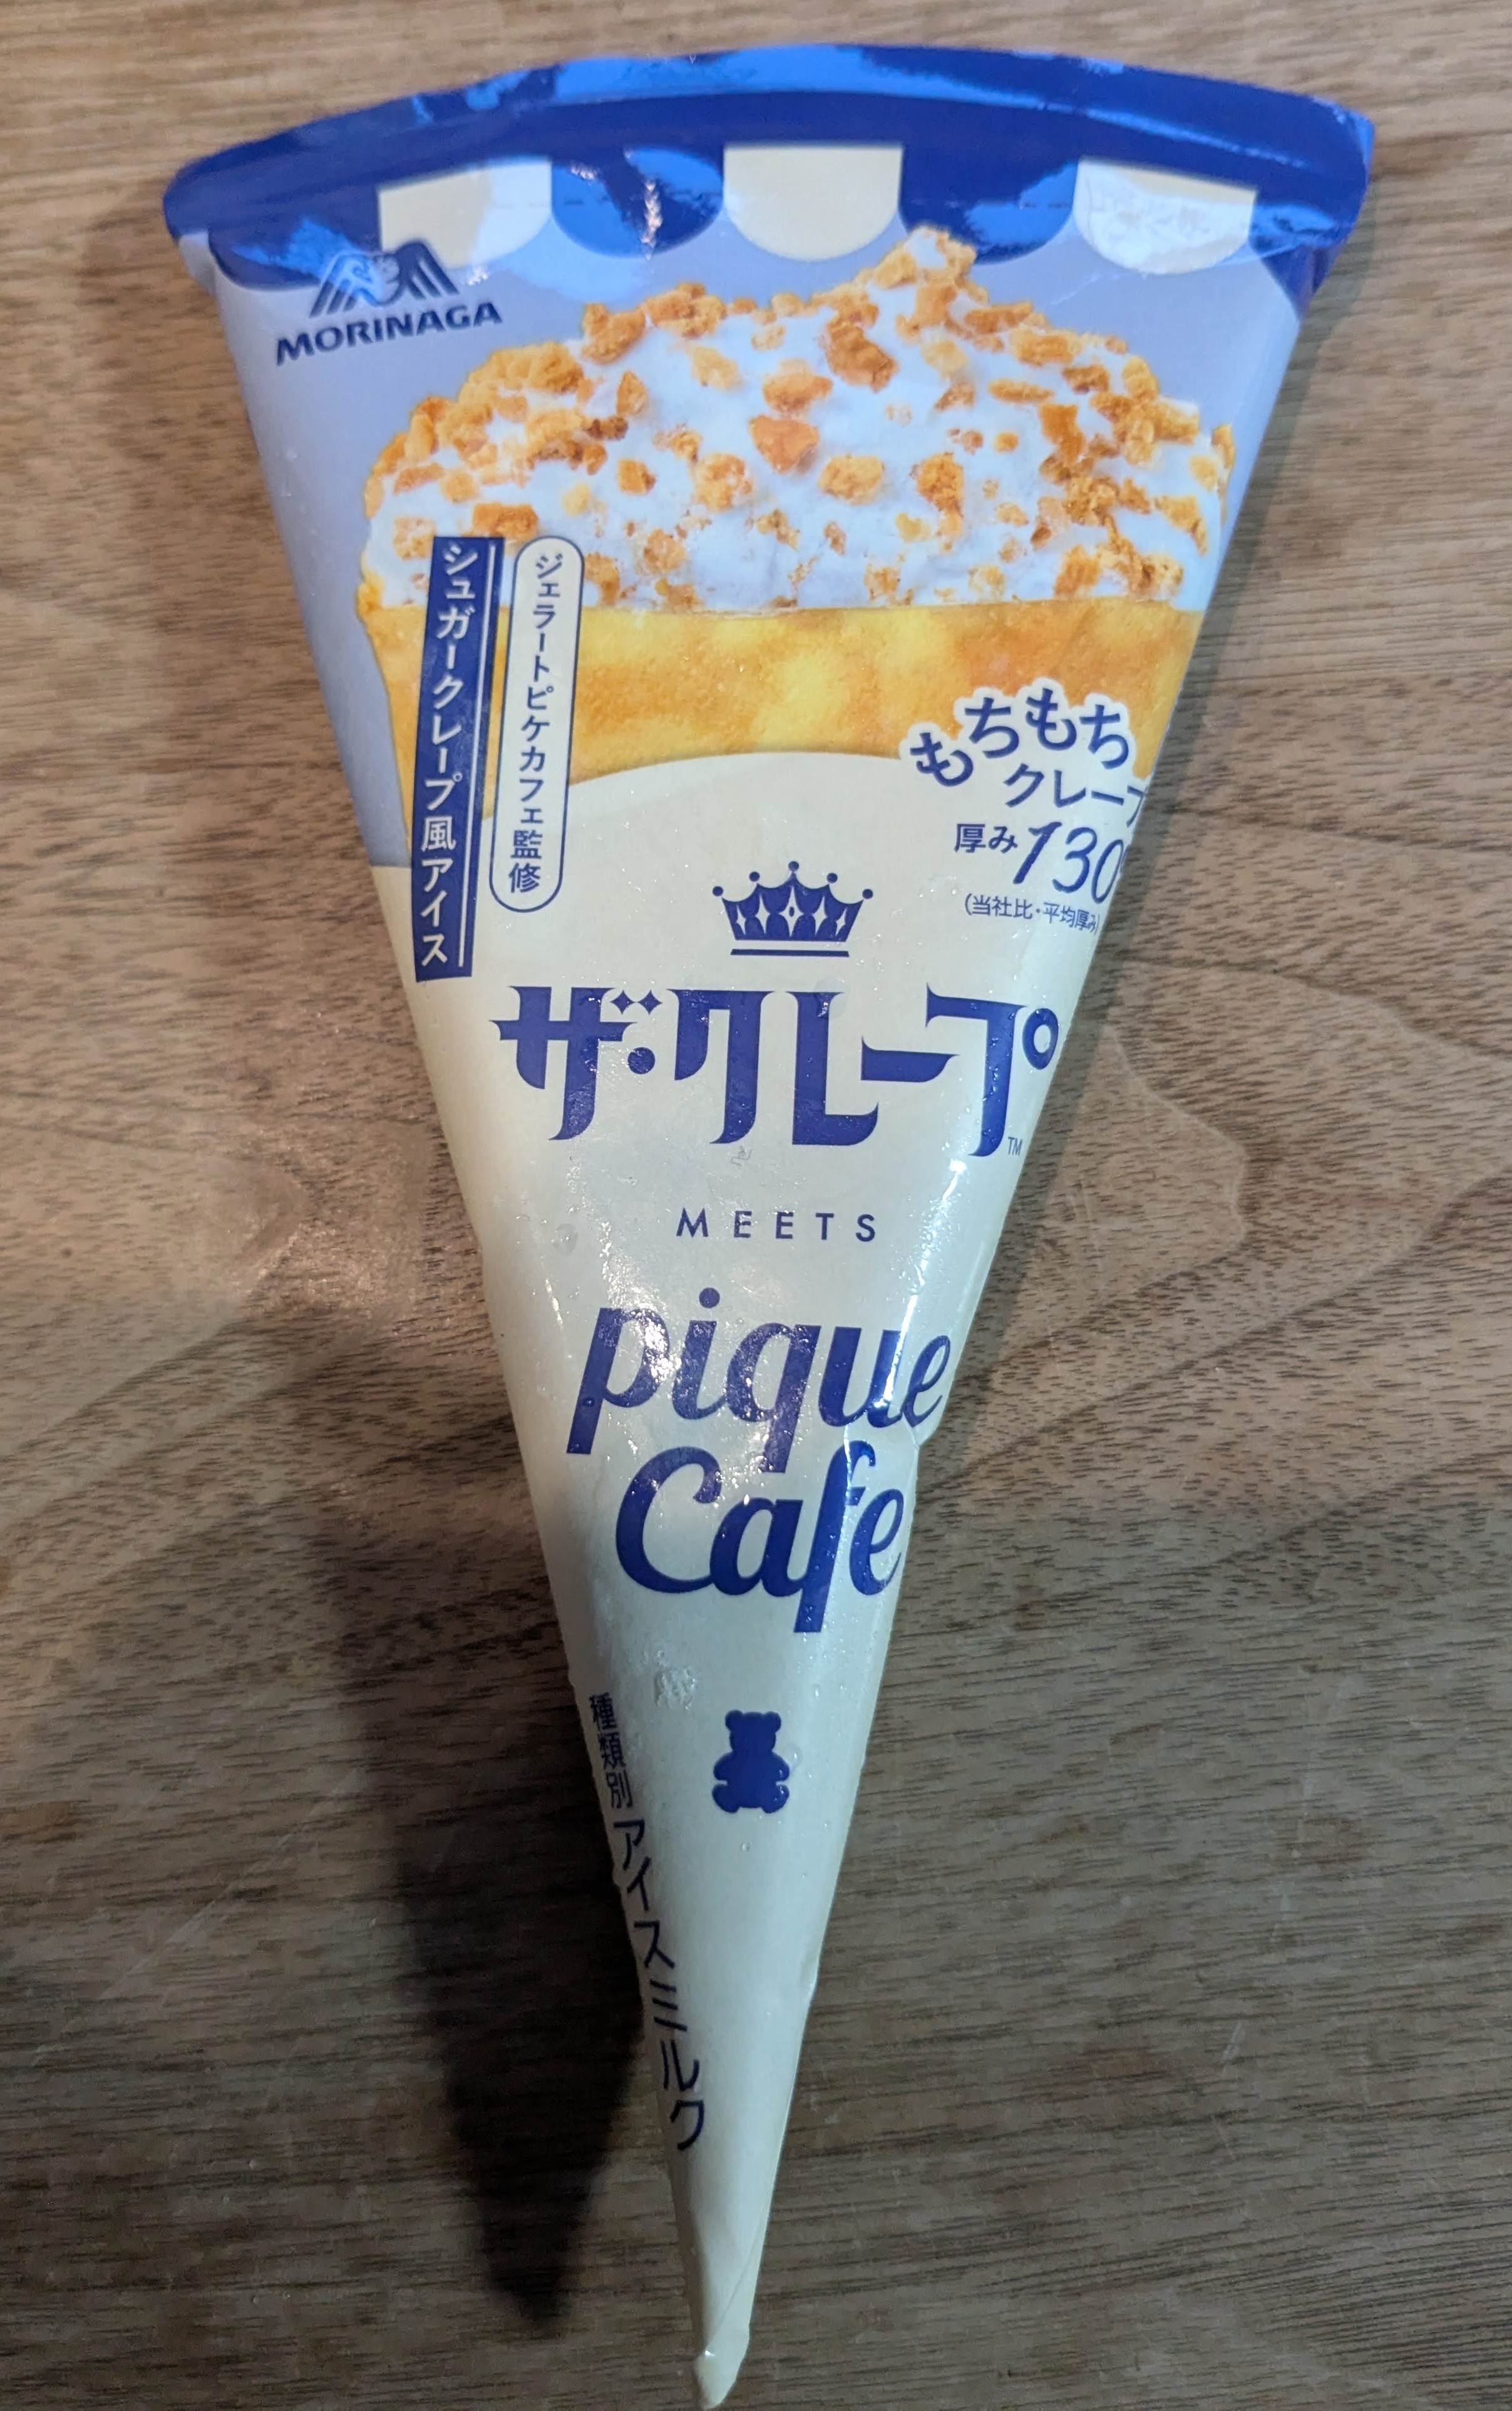 MORINAGA
シュガークレープ風アイス
ジェラートピケカフェ監修
もちもち
クレープ
厚み130
(当社比・平均厚み)
ザ・クレープ
TM
MEETS
pique
Cafe
種類別 アイスミルク